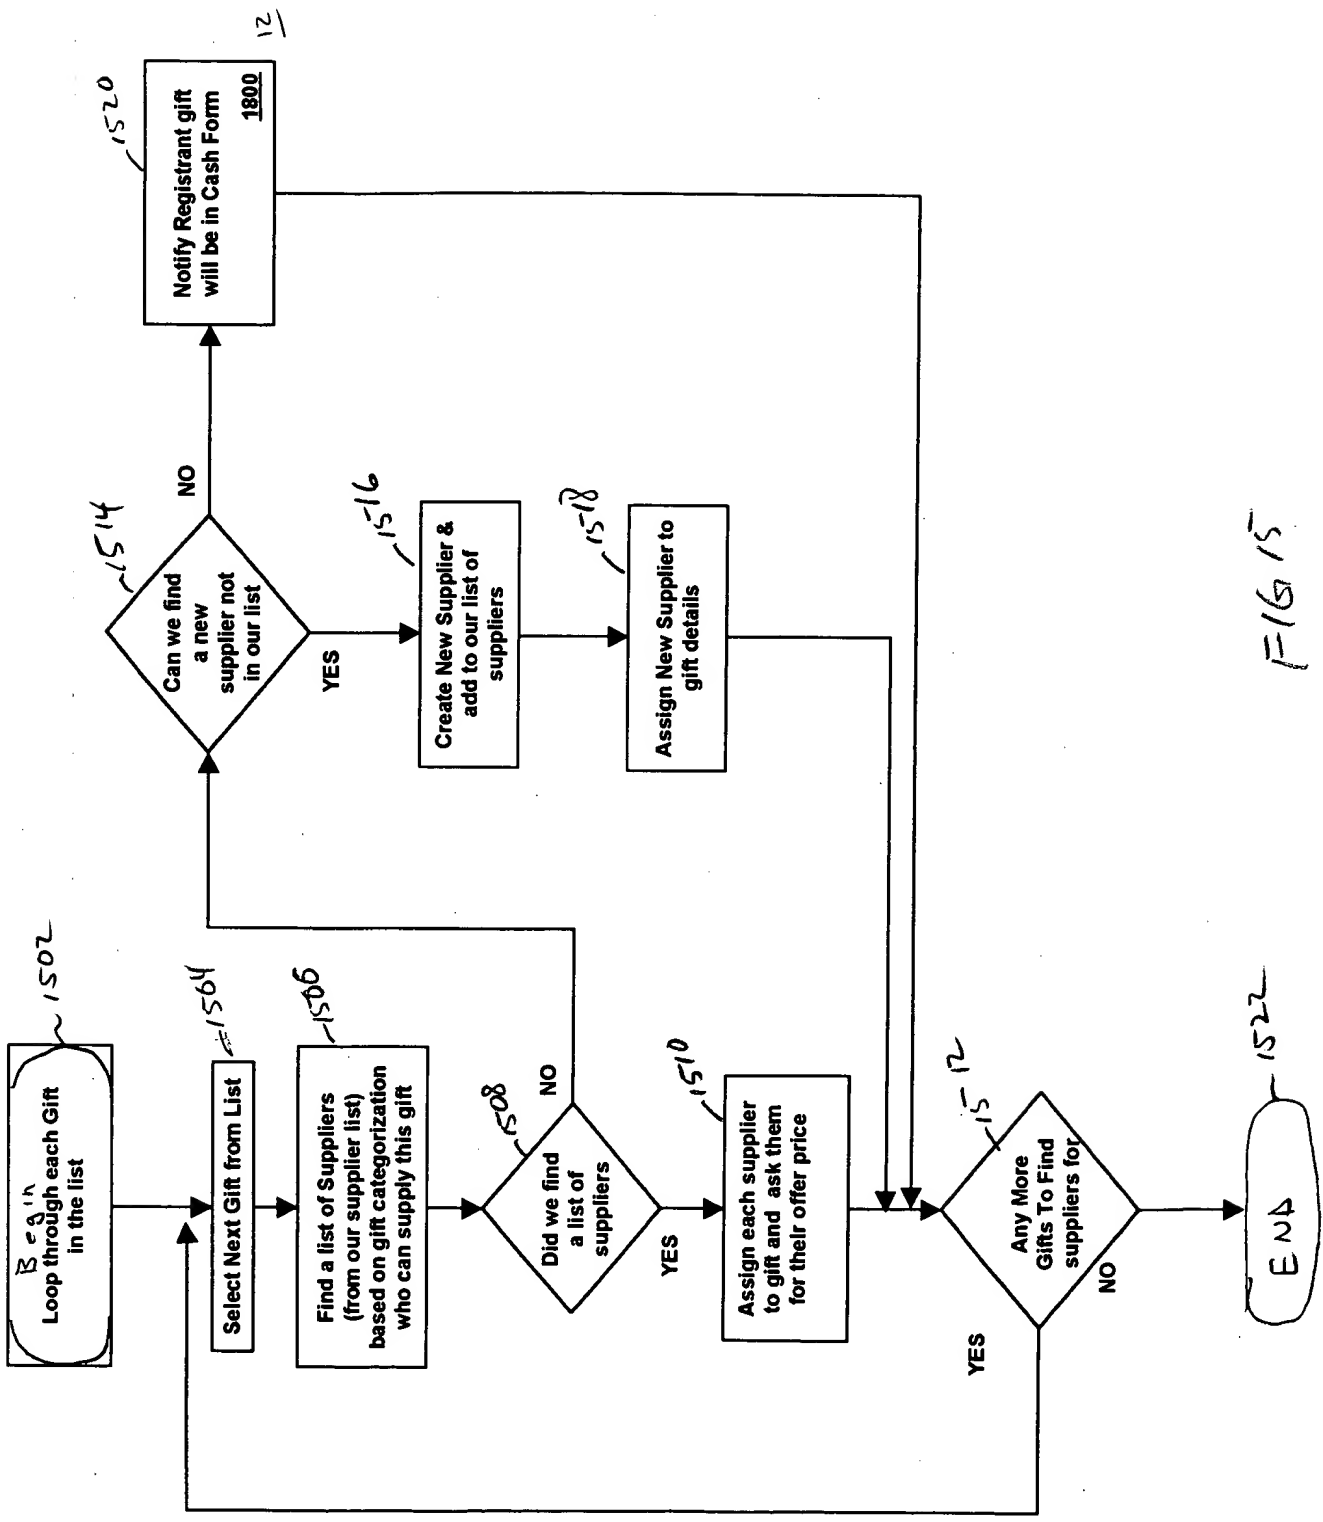 Begin
Loop through each Gift
in the list
1502
Select Next Gift from List
1504
Find a list of Suppliers
(from our supplier list)
based on gift categorization
who can supply this gift
1506
Did we find
a list of
suppliers
1508
NO
YES
Assign each supplier
to gift and ask them
for their offer price
1510
Any More
Gifts To Find
suppliers for
1512
YES
NO
END
1522
Can we find
a new
supplier not
in our list
1514
NO
YES
Create New Supplier &
add to our list of
suppliers
1516
Assign New Supplier to
gift details
1518
Notify Registrant gift
will be in Cash Form
1800
1520
12
FIG 15